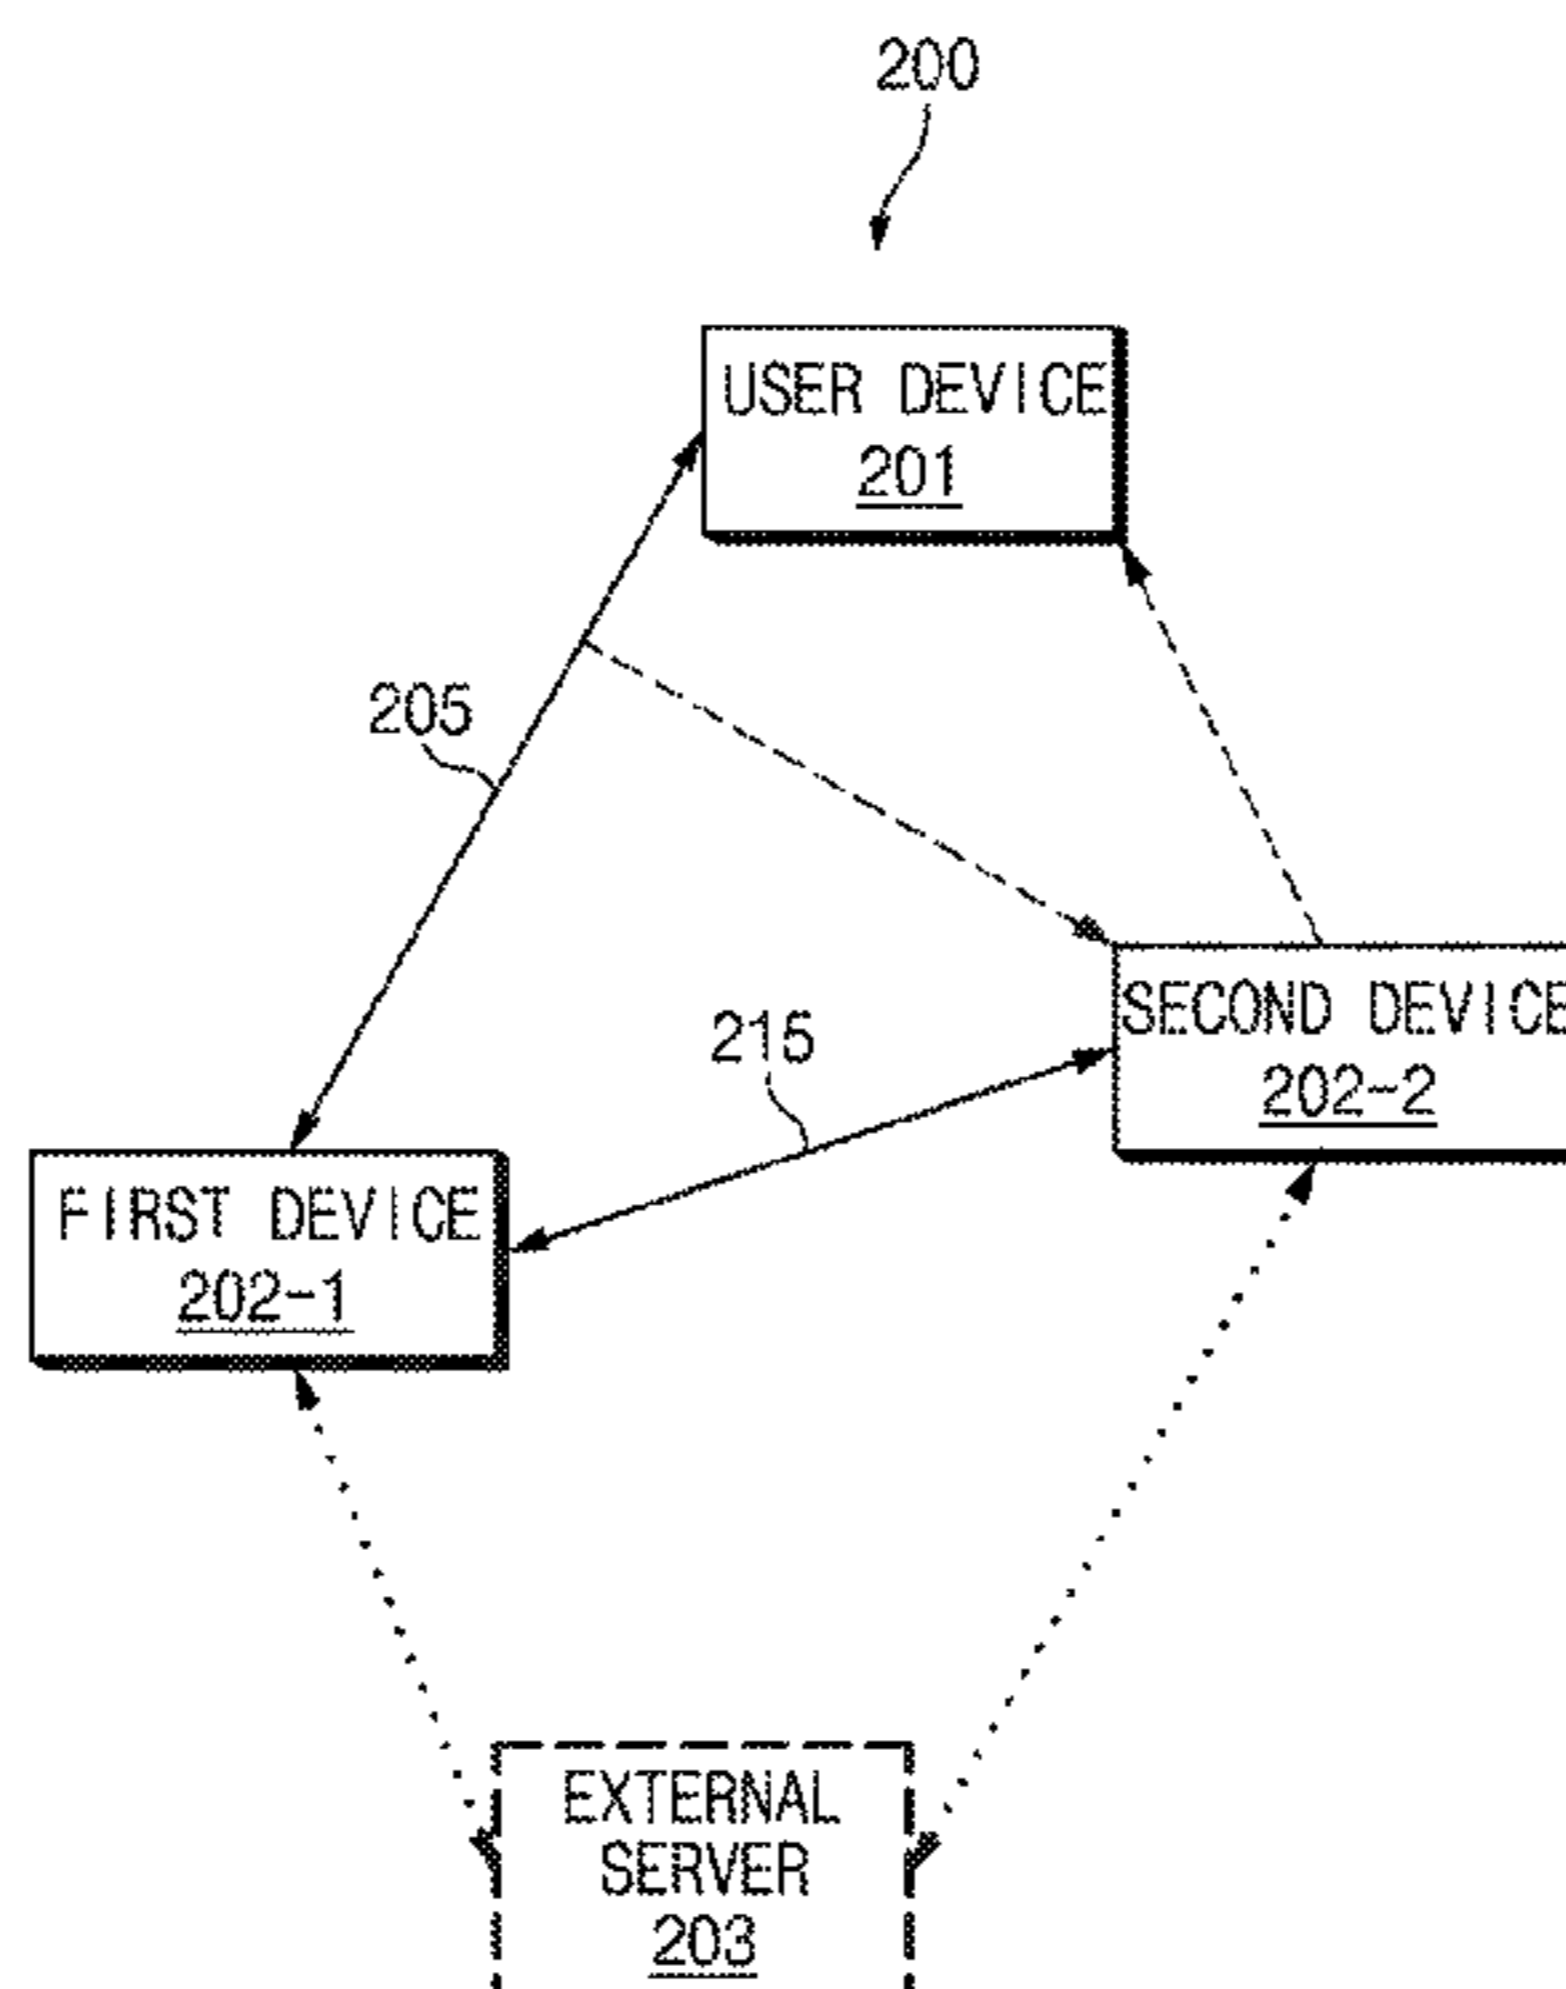 200
USER DEVICE
201
205
215
SECOND DEVICE
202-2
FIRST DEVICE
202-1
EXTERNAL
SERVER
203